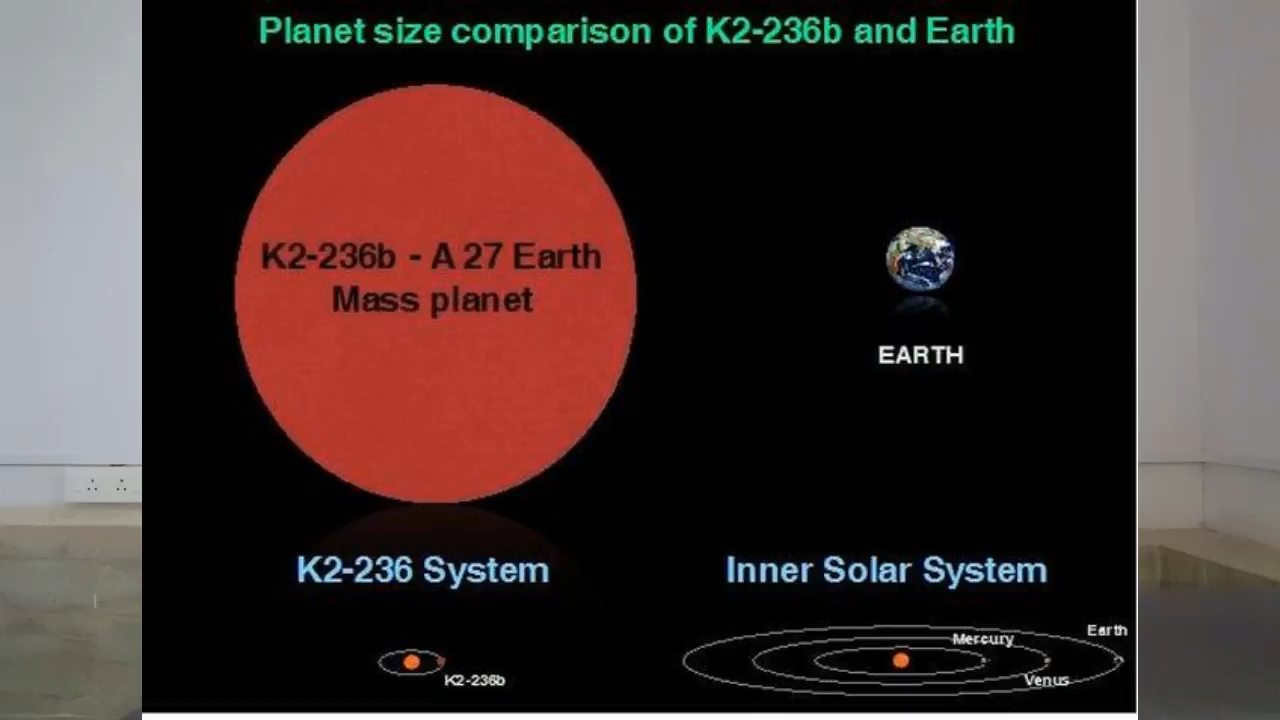 Planet size comparison of K2-236b and Earth
K2-236b - A 27 Earth
Mass planet
EARTH
K2-236 System
Inner Solar System
Earth
Mercury
K2-236b
Venus